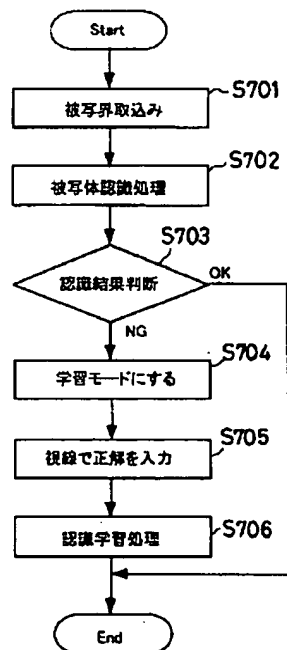 Start
S701
被写界取込み
S702
被写体認識処理
S703
認識結果判断
OK
NG
S704
学習モードにする
S705
視線で正解を入力
S706
認識学習処理
End